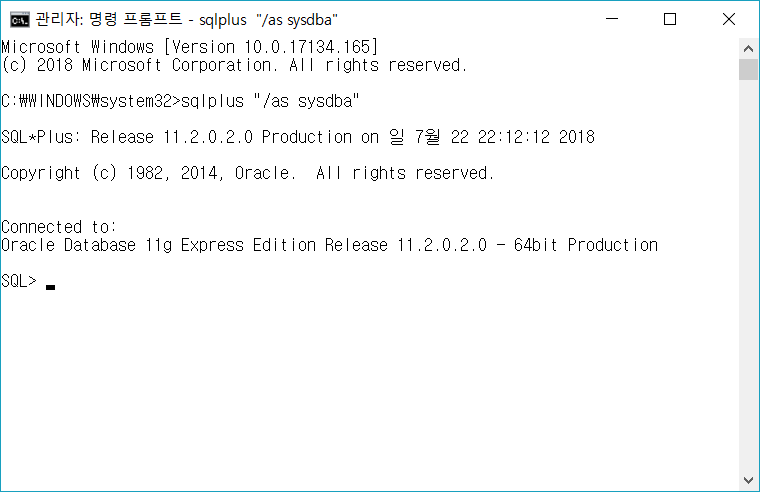 관리자: 명령 프롬프트 - sqlplus  "/as sysdba"
Microsoft Windows [Version 10.0.17134.165]
(c) 2018 Microsoft Corporation. All rights reserved.
C:₩WINDOWS₩system32>sqlplus "/as sysdba"
SQL*Plus: Release 11.2.0.2.0 Production on 일 7월 22 22:12:12 2018
Copyright (c) 1982, 2014, Oracle.  All rights reserved.
Connected to:
Oracle Database 11g Express Edition Release 11.2.0.2.0 - 64bit Production
SQL>